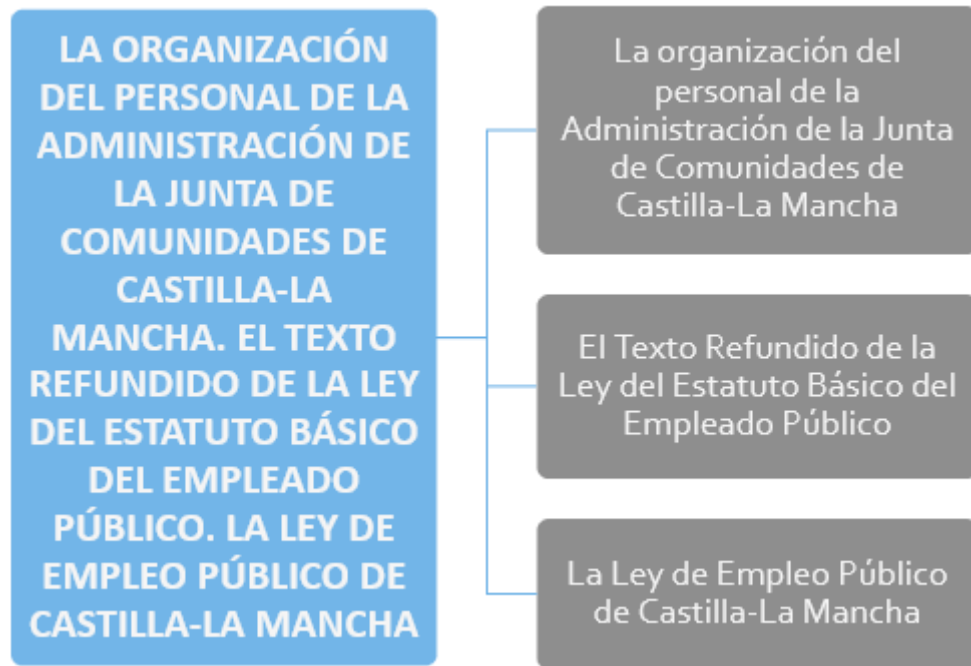 LA ORGANIZACIÓN
DEL PERSONAL DE LA
ADMINISTRACIÓN DE
LA JUNTA DE
COMUNIDADES DE
CASTILLA-LA
MANCHA. EL TEXTO
REFUNDIDO DE LA LEY
DEL ESTATUTO BÁSICO
DEL EMPLEADO
PÚBLICO. LA LEY DE
EMPLEO PÚBLICO DE
CASTILLA-LA MANCHA
La organización del
personal de la
Administración de la Junta
de Comunidades de
Castilla-La Mancha
El Texto Refundido de la
Ley del Estatuto Básico del
Empleado Público
La Ley de Empleo Público
de Castilla-La Mancha